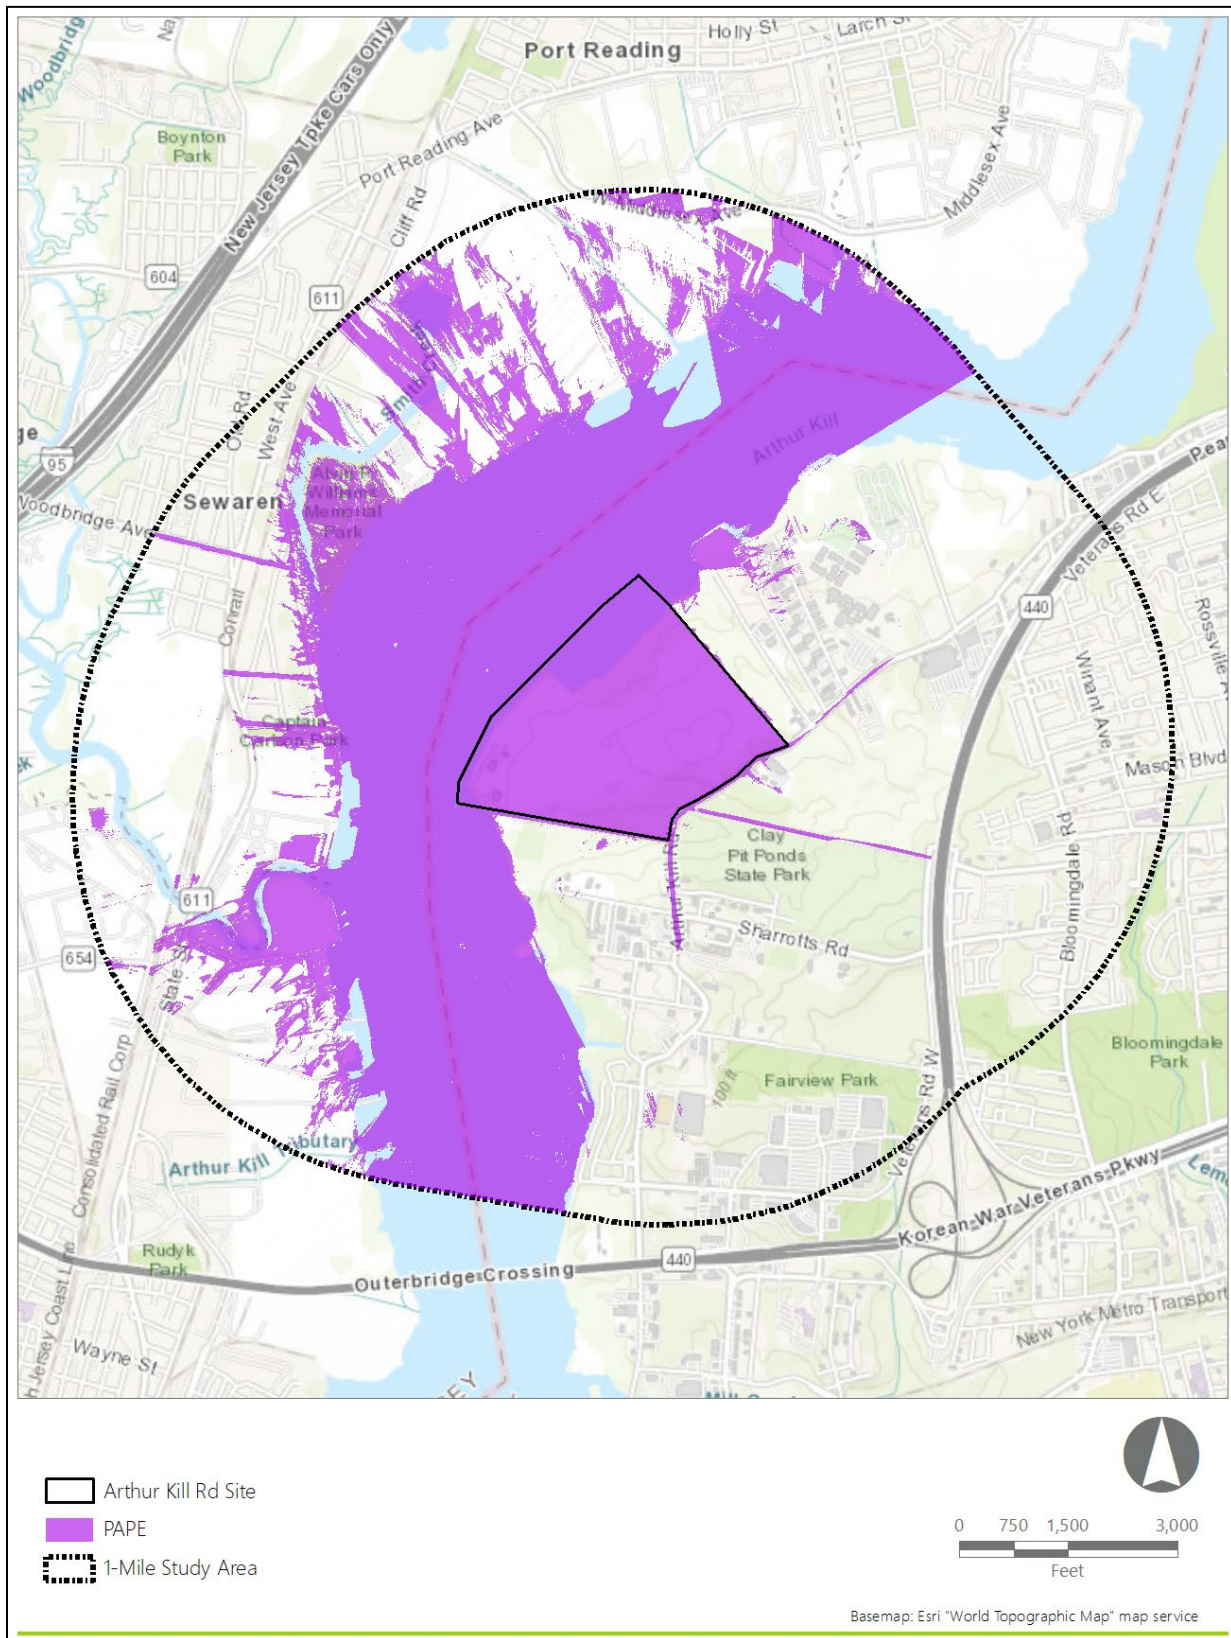 Holly St
Port Reading
Boynton
Park
New Jersey Tpke Cars Only
Port Reading Ave
Cliff Rd
Middlesex Ave
W Middlesex Ave
604
611
Smith Creek
Old Rd
West Ave
95
Woodbridge Ave
Sewaren
Alvin P
Williams
Memorial
Park
Arthur Kill
Veterans Rd E
440
Conrail
Winant Ave
Captain
Carlson Park
Mason Blvd
Bloomingdale Rd
Clay
Pit Ponds
State Park
Arthur Kill Rd
Sharrotts Rd
611
654
State St
Consolidated Rail Corp
100 ft
Fairview Park
Veterans Rd W
Bloomingdale
Park
Arthur Kill Tributary
Korean War Veterans Pkwy
Rudyk
Park
Outerbridge Crossing
440
New York Metro Transport
Wayne St
Arthur Kill Rd Site
PAPE
1-Mile Study Area
0 750 1,500 3,000
Feet
Basemap: Esri "World Topographic Map" map service